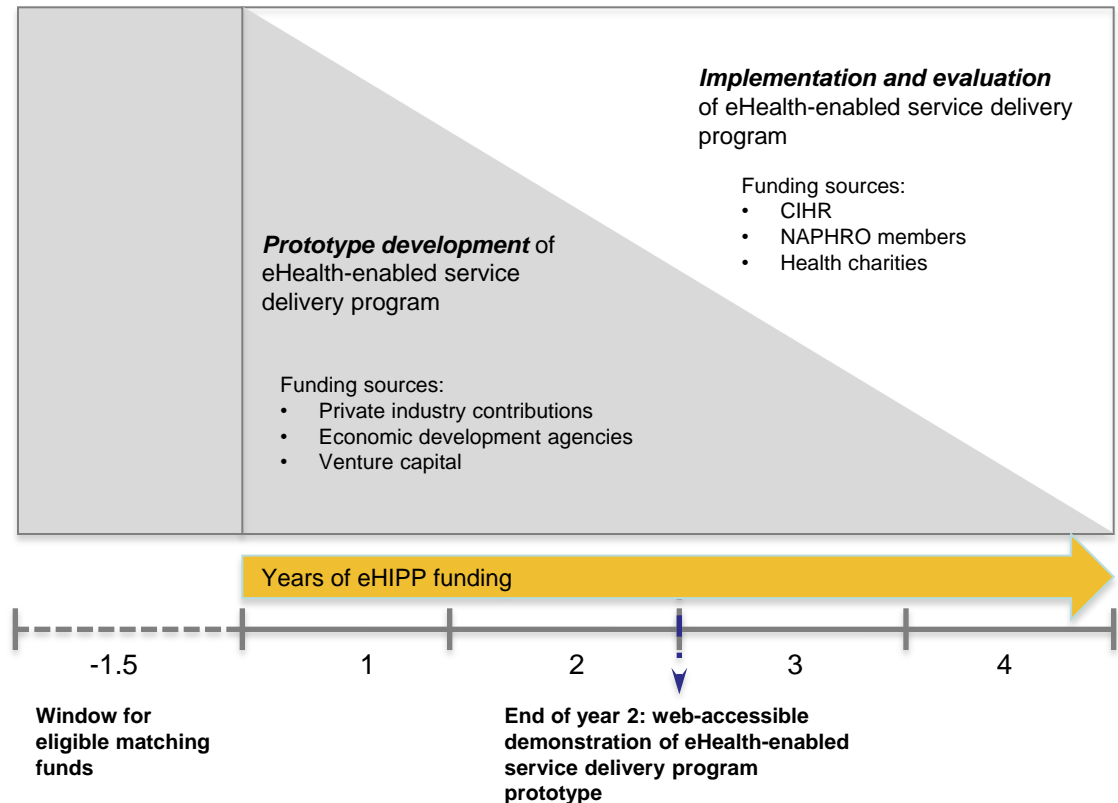 Implementation and evaluation
of eHealth-enabled service delivery
program
Funding sources:
• CIHR
• NAPHRO members
• Health charities
Prototype development of
eHealth-enabled service
delivery program
Funding sources:
• Private industry contributions
• Economic development agencies
• Venture capital
Years of eHIPP funding
-1.5 1 2 3 4
Window for
eligible matching
funds
End of year 2: web-accessible
demonstration of eHealth-enabled
service delivery program
prototype